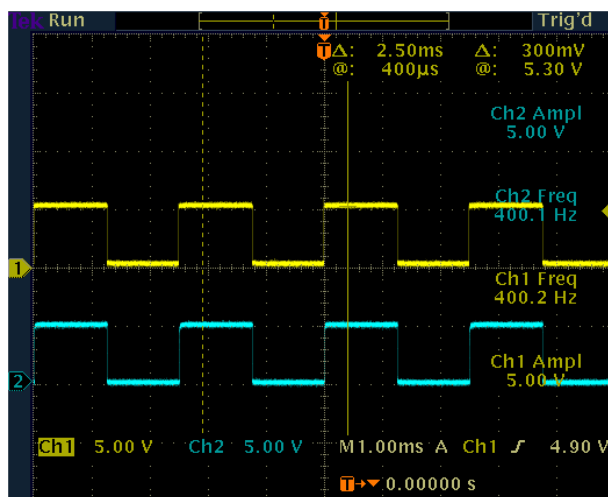 Tek Run T Trig'd
T Δ: 2.50ms Δ: 300mV
@: 400µs @: 5.30 V
Ch2 Ampl
5.00 V
Ch2 Freq
400.1 Hz
1
Ch1 Freq
400.2 Hz
Ch1 Ampl
5.00 V
2
Ch1 5.00 V Ch2 5.00 V M 1.00ms A Ch1 ʃ 4.90 V
T→▼ 0.00000 s